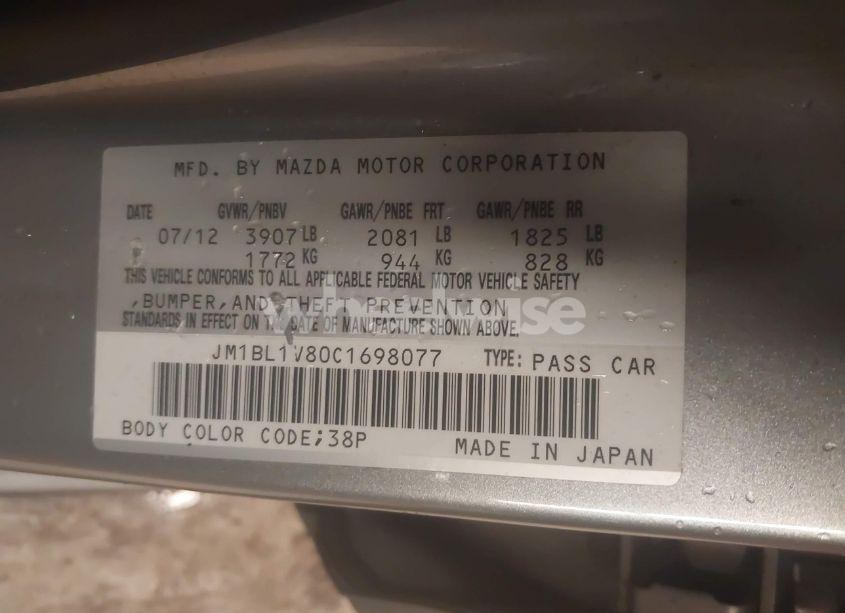 MFD. BY MAZDA MOTOR CORPORATION
DATE GVWR/PNBV GAWR/PNBE FRT GAWR/PNBE RR
07/12 3907 LB 2081 LB 1825 LB
1772 KG 944 KG 828 KG
THIS VEHICLE CONFORMS TO ALL APPLICABLE FEDERAL MOTOR VEHICLE SAFETY
,BUMPER,AND THEFT PREVENTION
STANDARDS IN EFFECT ON THE DATE OF MANUFACTURE SHOWN ABOVE.
JM1BL1V80C1698077 TYPE: PASS CAR
BODY COLOR CODE;38P MADE IN JAPAN